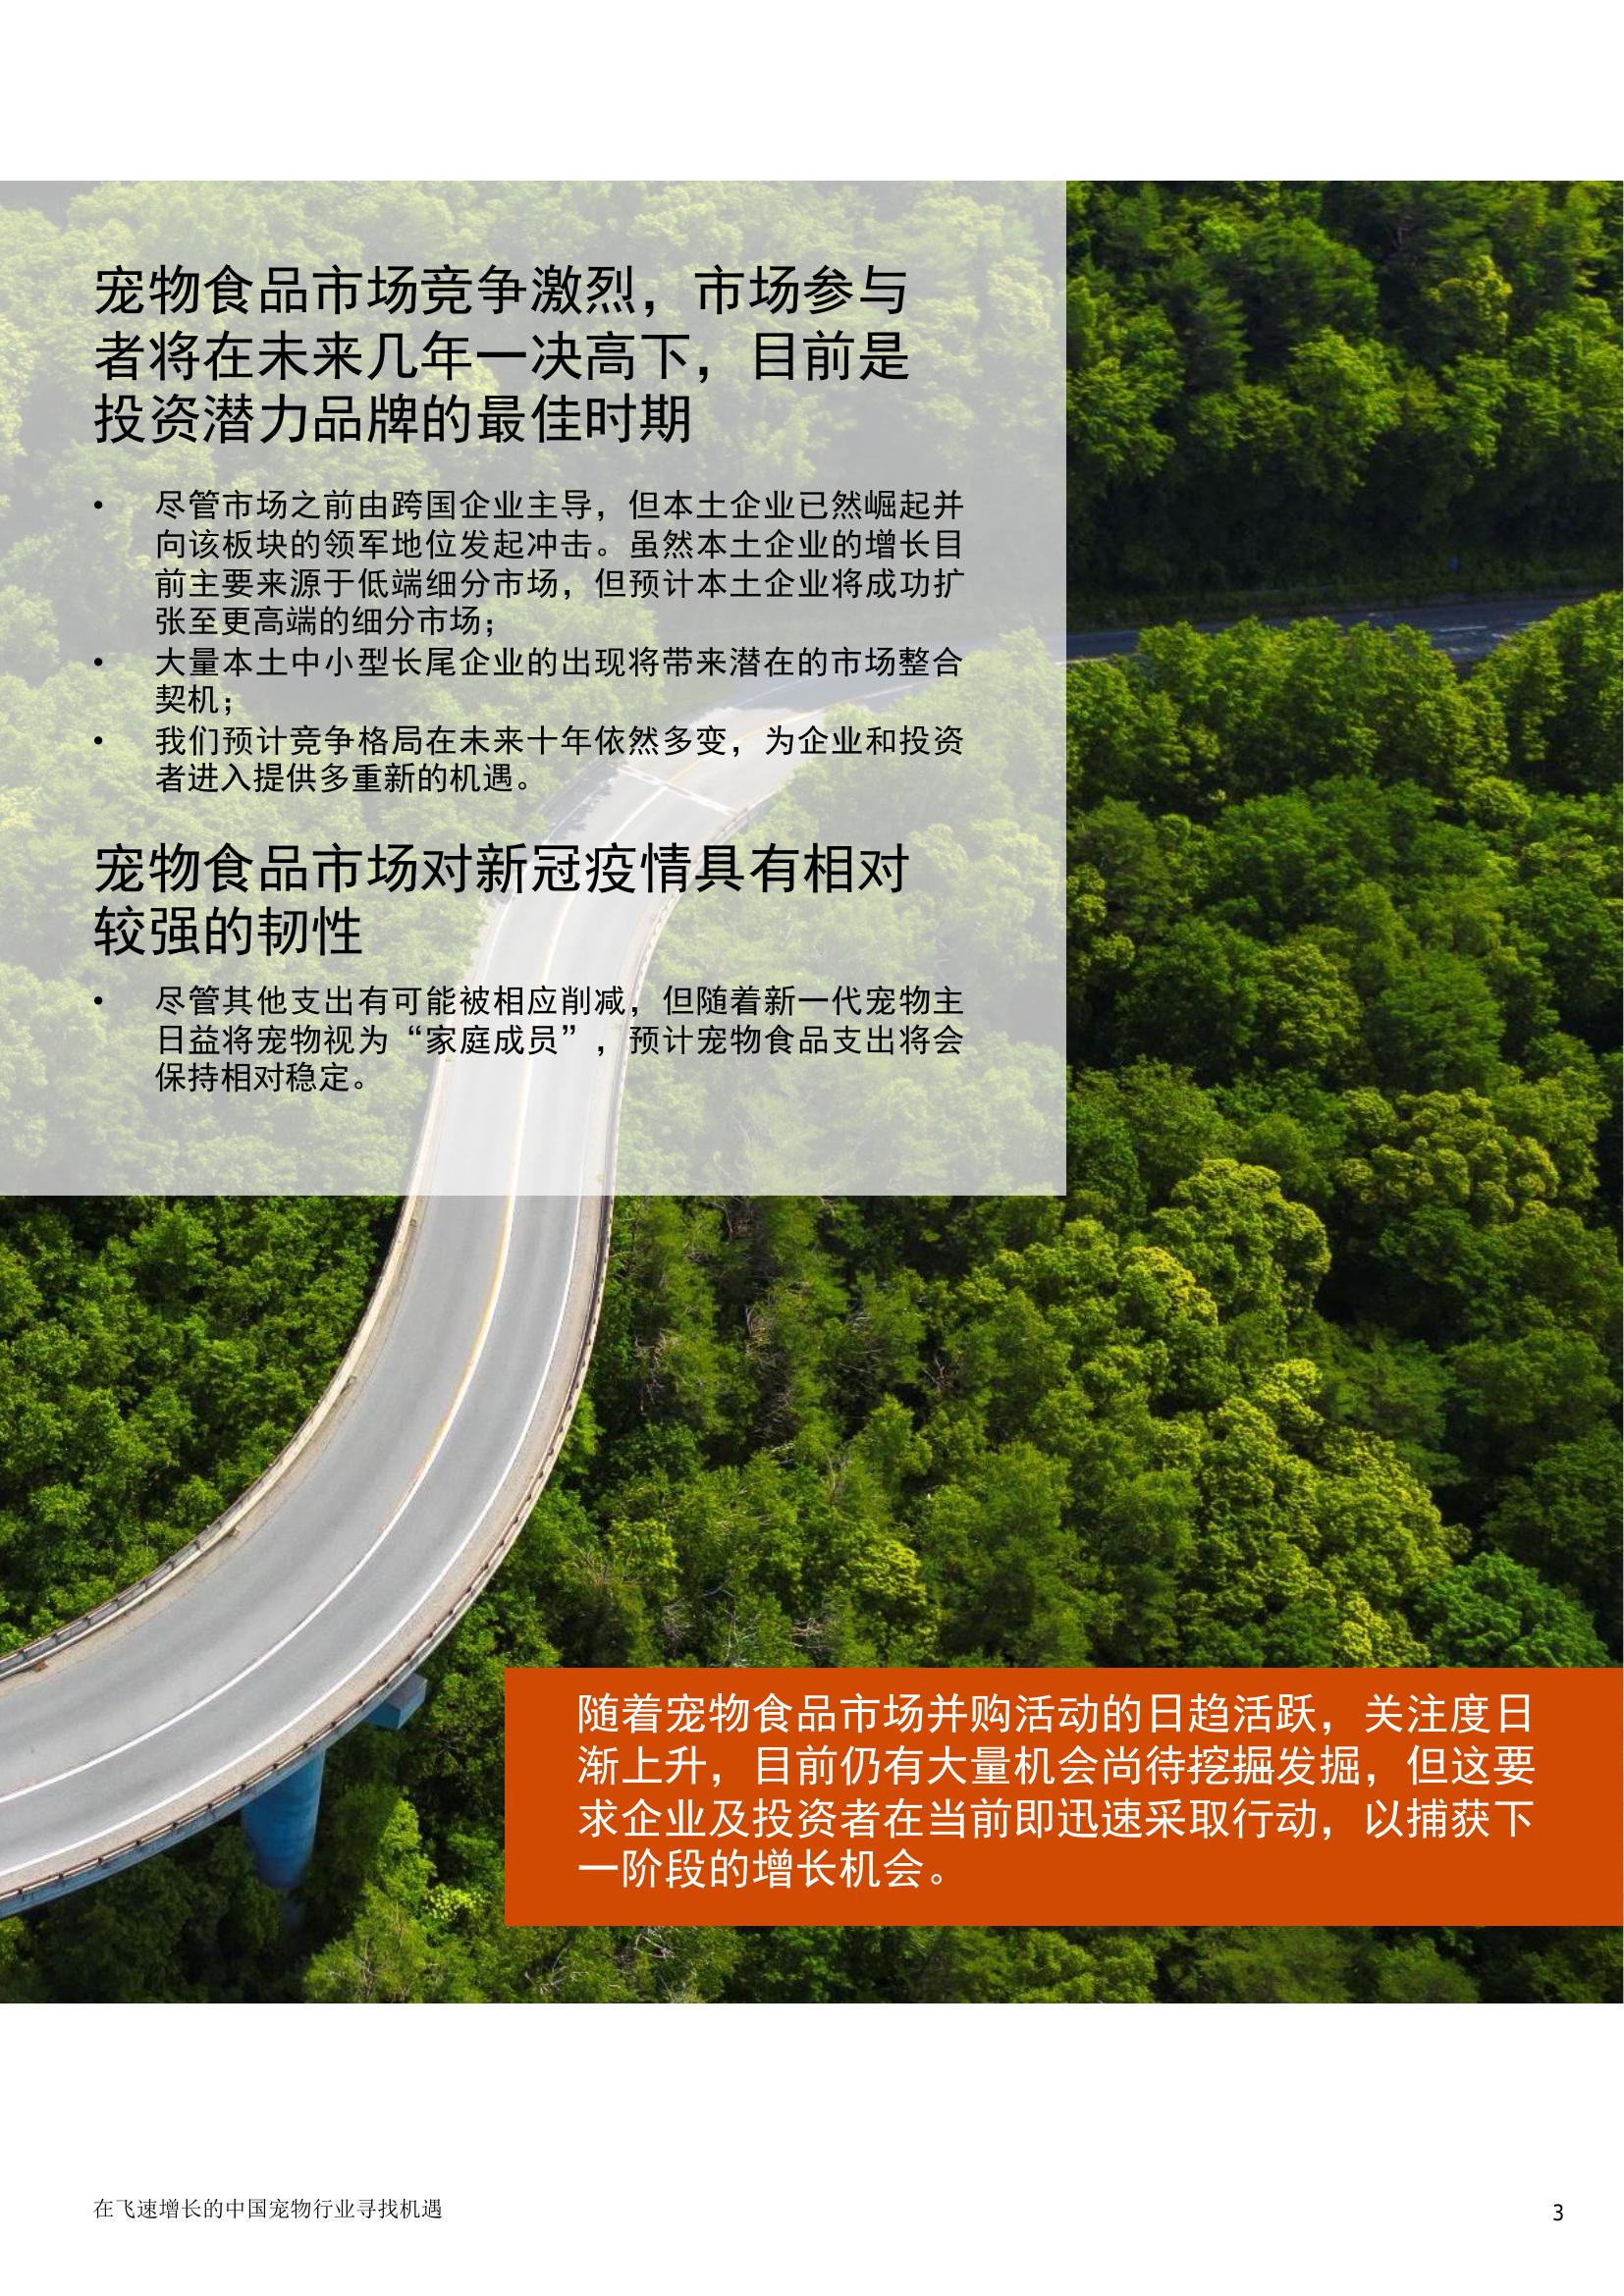 宠物食品市场竞争激烈，市场参与
者将在未来几年一决高下，目前是
投资潜力品牌的最佳时期
• 尽管市场之前由跨国企业主导，但本土企业已然崛起并
向该板块的领军地位发起冲击。虽然本土企业的增长目
前主要来源于低端细分市场，但预计本土企业将成功扩
张至更高端的细分市场；
• 大量本土中小型长尾企业的出现将带来潜在的市场整合
契机；
• 我们预计竞争格局在未来十年依然多变，为企业和投资
者进入提供多重新的机遇。
宠物食品市场对新冠疫情具有相对
较强的韧性
• 尽管其他支出有可能被相应削减，但随着新一代宠物主
日益将宠物视为“家庭成员”，预计宠物食品支出将会
保持相对稳定。
随着宠物食品市场并购活动的日趋活跃，关注度日
渐上升，目前仍有大量机会尚待挖掘发掘，但这要
求企业及投资者在当前即迅速采取行动，以捕获下
一阶段的增长机会。
在飞速增长的中国宠物行业寻找机遇
3